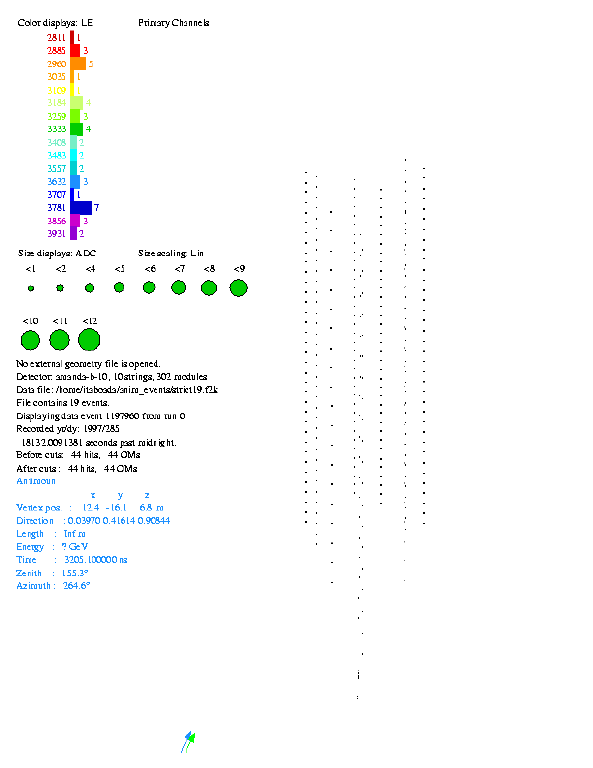 Color displays: LE Primary Channels
2811 1
2885 3
2960 5
3035 1
3109 1
3184 4
3259 3
3333 4
3408 2
3483 2
3557 2
3632 3
3707 1
3781 7
3856 3
3931 2
Size displays: ADC Size scaling: Lin
<1 <2 <4 <5 <6 <7 <8 <9
<10 <11 <12
No external geometry file is opened.
Detector: amanda-b-10, 10strings, 302 modules
Data file: /home/itaboada/anim_events/strict19.f2k
File contains 19 events.
Displaying data event 1197960 from run 0
Recorded yr/dy: 1997/285
18132.0091381 seconds past midnight.
Before cuts: 44 hits, 44 OMs
After cuts: 44 hits, 44 OMs
Antimuon
x y z
Vertex pos : 12.4 -16.1 6.8 m
Direction : 0.03970 0.41614 0.90844
Length : Inf m
Energy : ? GeV
Time : 3205.100000 ns
Zenith : 155.3°
Azimuth : 264.6°